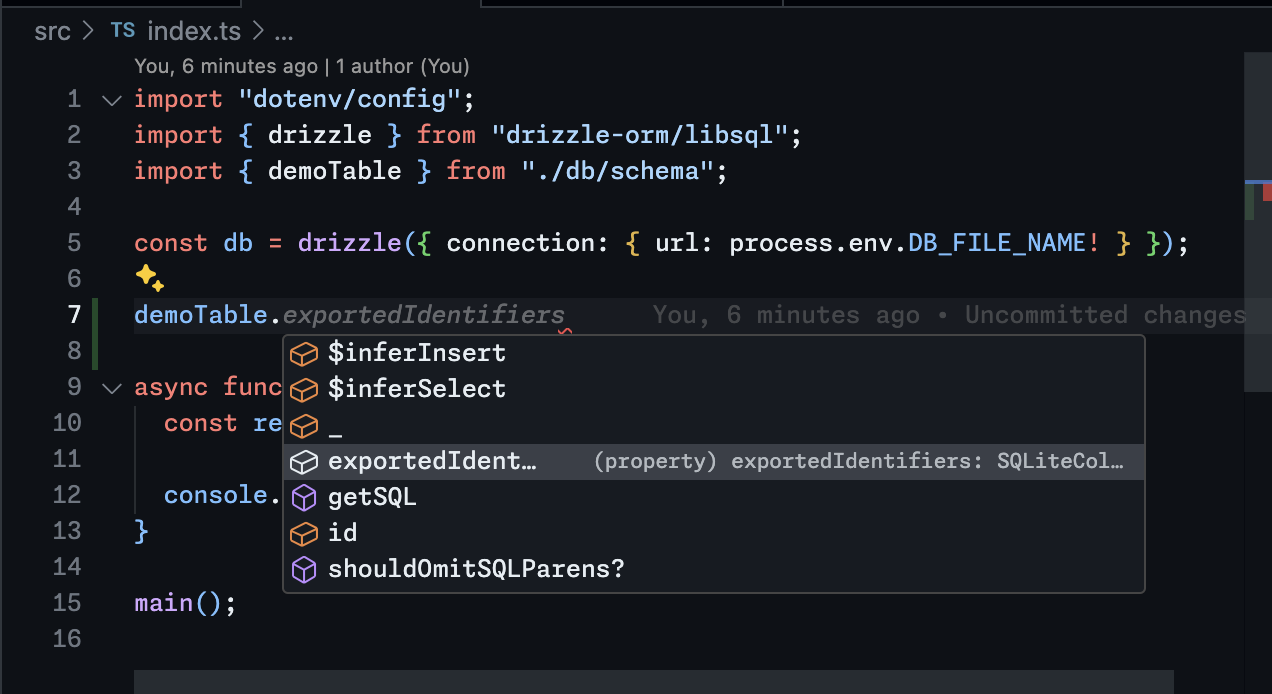 src > TS index.ts > ...
You, 6 minutes ago | 1 author (You)
1 import "dotenv/config";
2 import { drizzle } from "drizzle-orm/libsql";
3 import { demoTable } from "./db/schema";
4
5 const db = drizzle({ connection: { url: process.env.DB_FILE_NAME! } });
6
7 demoTable.exportedIdentifiers You, 6 minutes ago • Uncommitted changes
8
$inferInsert
9 async func
$inferSelect
10 const re
_
11
exportedIdent… (property) exportedIdentifiers: SQLiteCol…
12 console.
getSQL
13 }
id
14
shouldOmitSQLParens?
15 main();
16